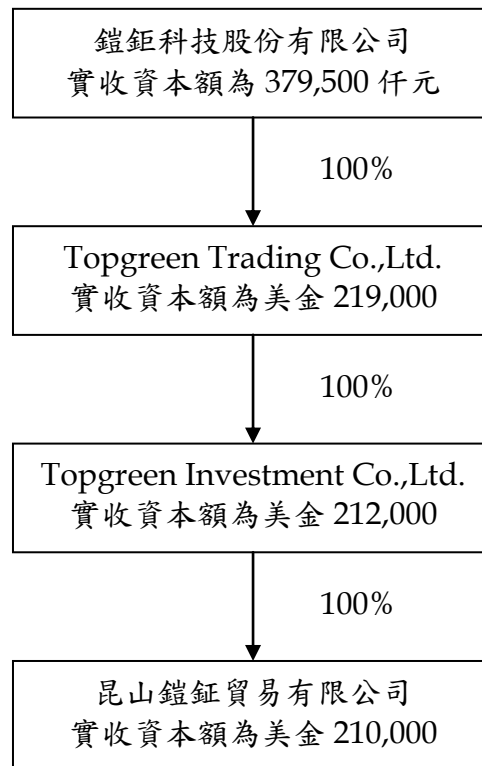 鎧鉅科技股份有限公司
實收資本額為 379,500 仟元
100%
Topgreen Trading Co.,Ltd.
實收資本額為美金 219,000
100%
Topgreen Investment Co.,Ltd.
實收資本額為美金 212,000
100%
昆山鎧鉦貿易有限公司
實收資本額為美金 210,000